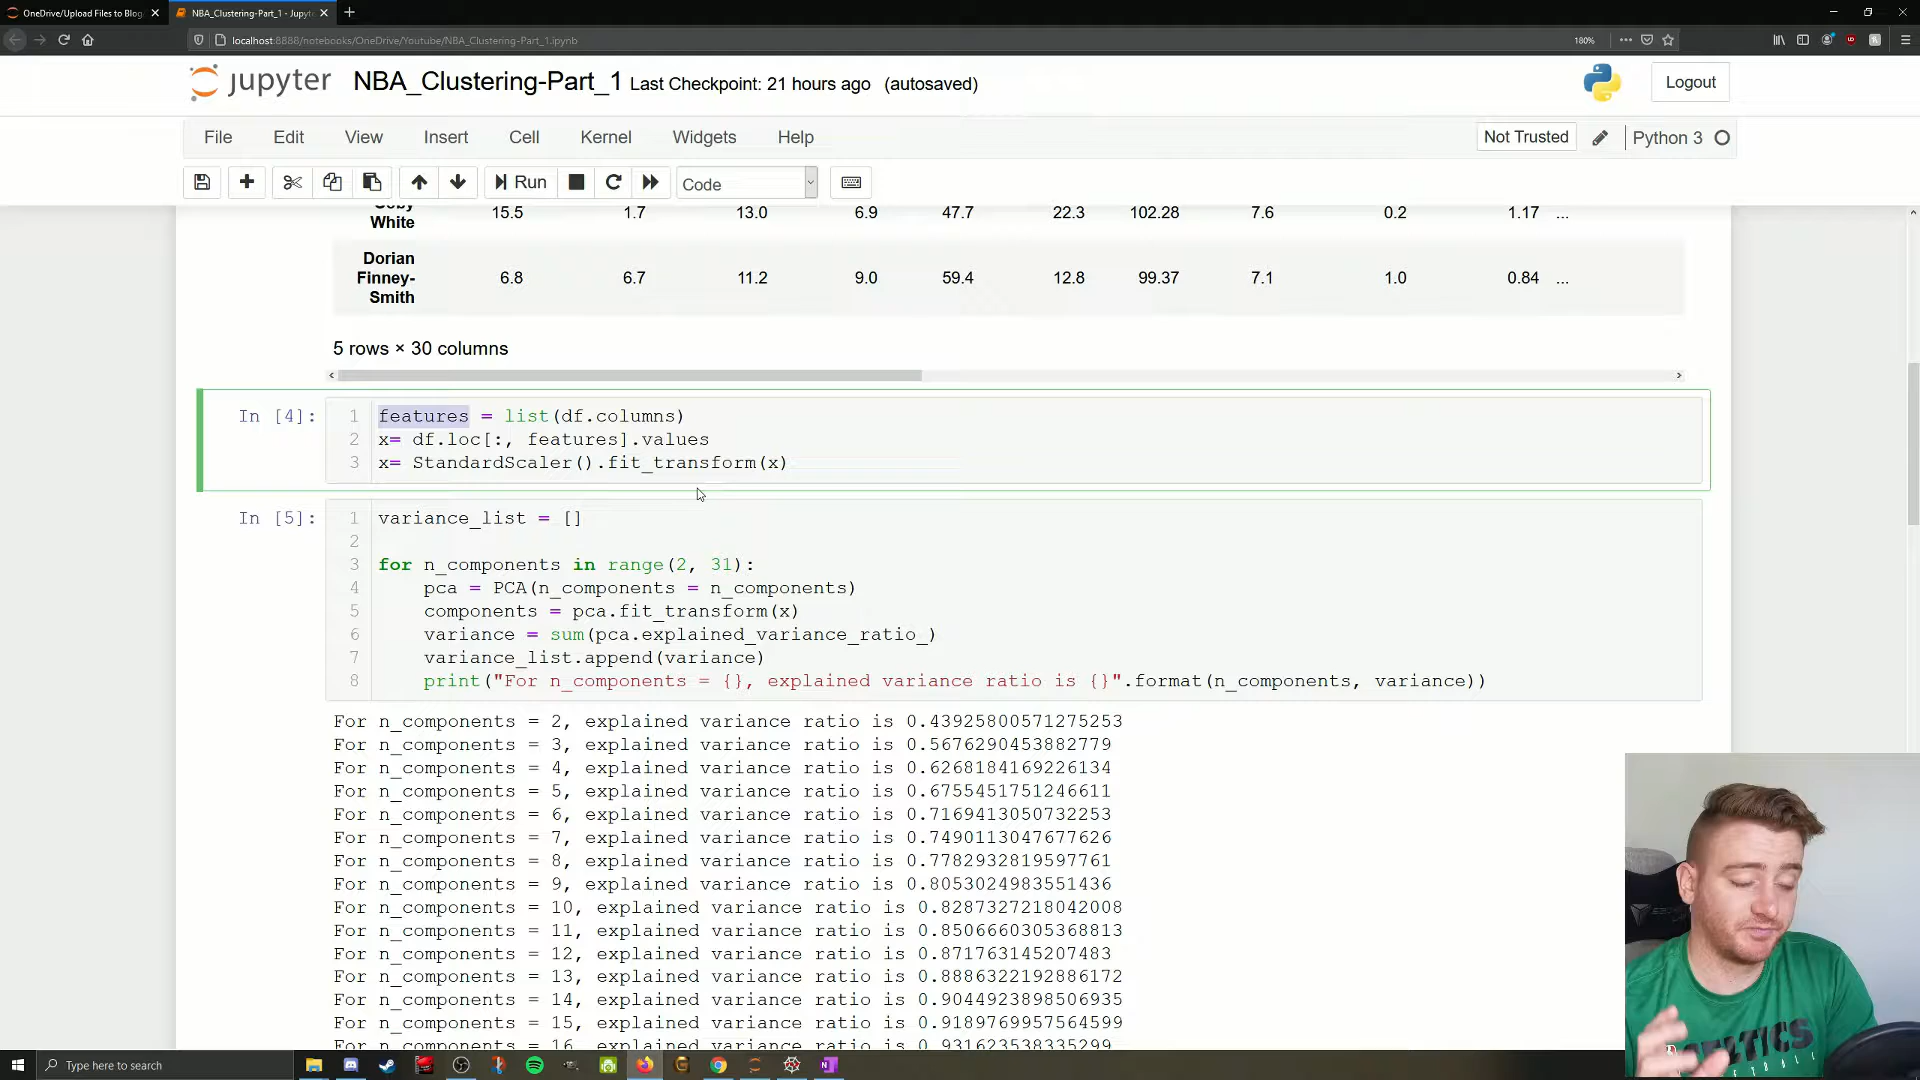 OneDrive/Upload Files to Blog
NBA_Clustering-Part_1 - Jupyt
localhost:8888/notebooks/OneDrive/Youtube/NBA_Clustering-Part_1.ipynb
180%
jupyter NBA_Clustering-Part_1 Last Checkpoint: 21 hours ago (autosaved)
Logout
File Edit View Insert Cell Kernel Widgets Help
Not Trusted
Python 3
Run
Code
White 15.5 1.7 13.0 6.9 47.7 22.3 102.28 7.6 0.2 1.17 ...
Dorian
Finney- 6.8 6.7 11.2 9.0 59.4 12.8 99.37 7.1 1.0 0.84 ...
Smith
5 rows × 30 columns
In [4]: 1 features = list(df.columns)
2 x= df.loc[:, features].values
3 x= StandardScaler().fit_transform(x)
In [5]: 1 variance_list = []
2
3 for n_components in range(2, 31):
4 pca = PCA(n_components = n_components)
5 components = pca.fit_transform(x)
6 variance = sum(pca.explained_variance_ratio_)
7 variance_list.append(variance)
8 print("For n_components = {}, explained variance ratio is {}".format(n_components, variance))
For n_components = 2, explained variance ratio is 0.43925800571275253
For n_components = 3, explained variance ratio is 0.5676290453882779
For n_components = 4, explained variance ratio is 0.6268184169226134
For n_components = 5, explained variance ratio is 0.6755451751246611
For n_components = 6, explained variance ratio is 0.7169413050732253
For n_components = 7, explained variance ratio is 0.7490113047677626
For n_components = 8, explained variance ratio is 0.7782932819597761
For n_components = 9, explained variance ratio is 0.8053024983551436
For n_components = 10, explained variance ratio is 0.8287327218042008
For n_components = 11, explained variance ratio is 0.8506660305368813
For n_components = 12, explained variance ratio is 0.871763145207483
For n_components = 13, explained variance ratio is 0.8886322192886172
For n_components = 14, explained variance ratio is 0.9044923898506935
For n_components = 15, explained variance ratio is 0.9189769957564599
For n_components = 16, explained variance ratio is 0.931623538335299
Type here to search